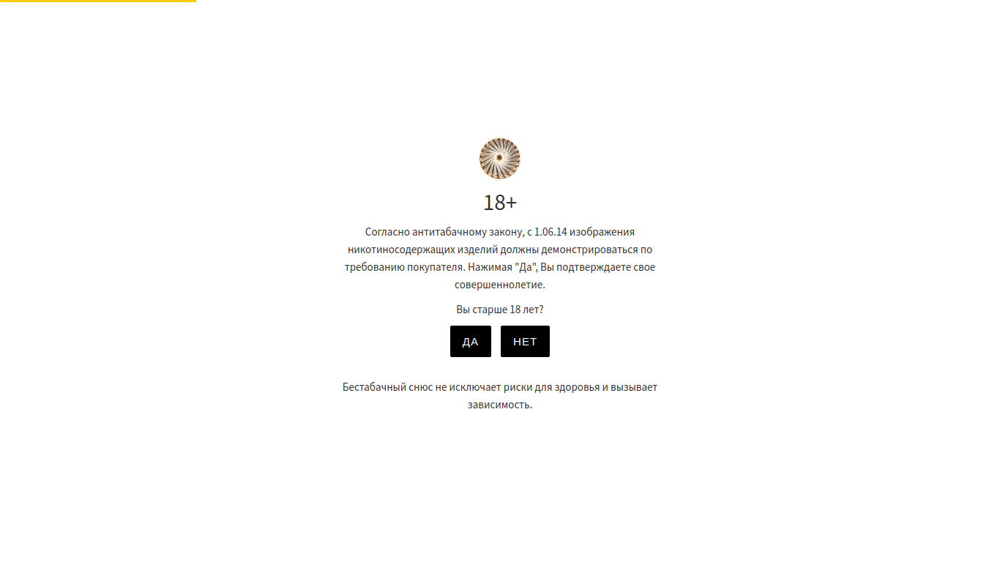 18+
Согласно антитабачному закону, с 1.06.14 изображения
никотиносодержащих изделий должны демонстрироваться по
требованию покупателя. Нажимая "Да", Вы подтверждаете свое
совершеннолетие.
Вы старше 18 лет?
ДА НЕТ
Бестабачный снюс не исключает риски для здоровья и вызывает
зависимость.